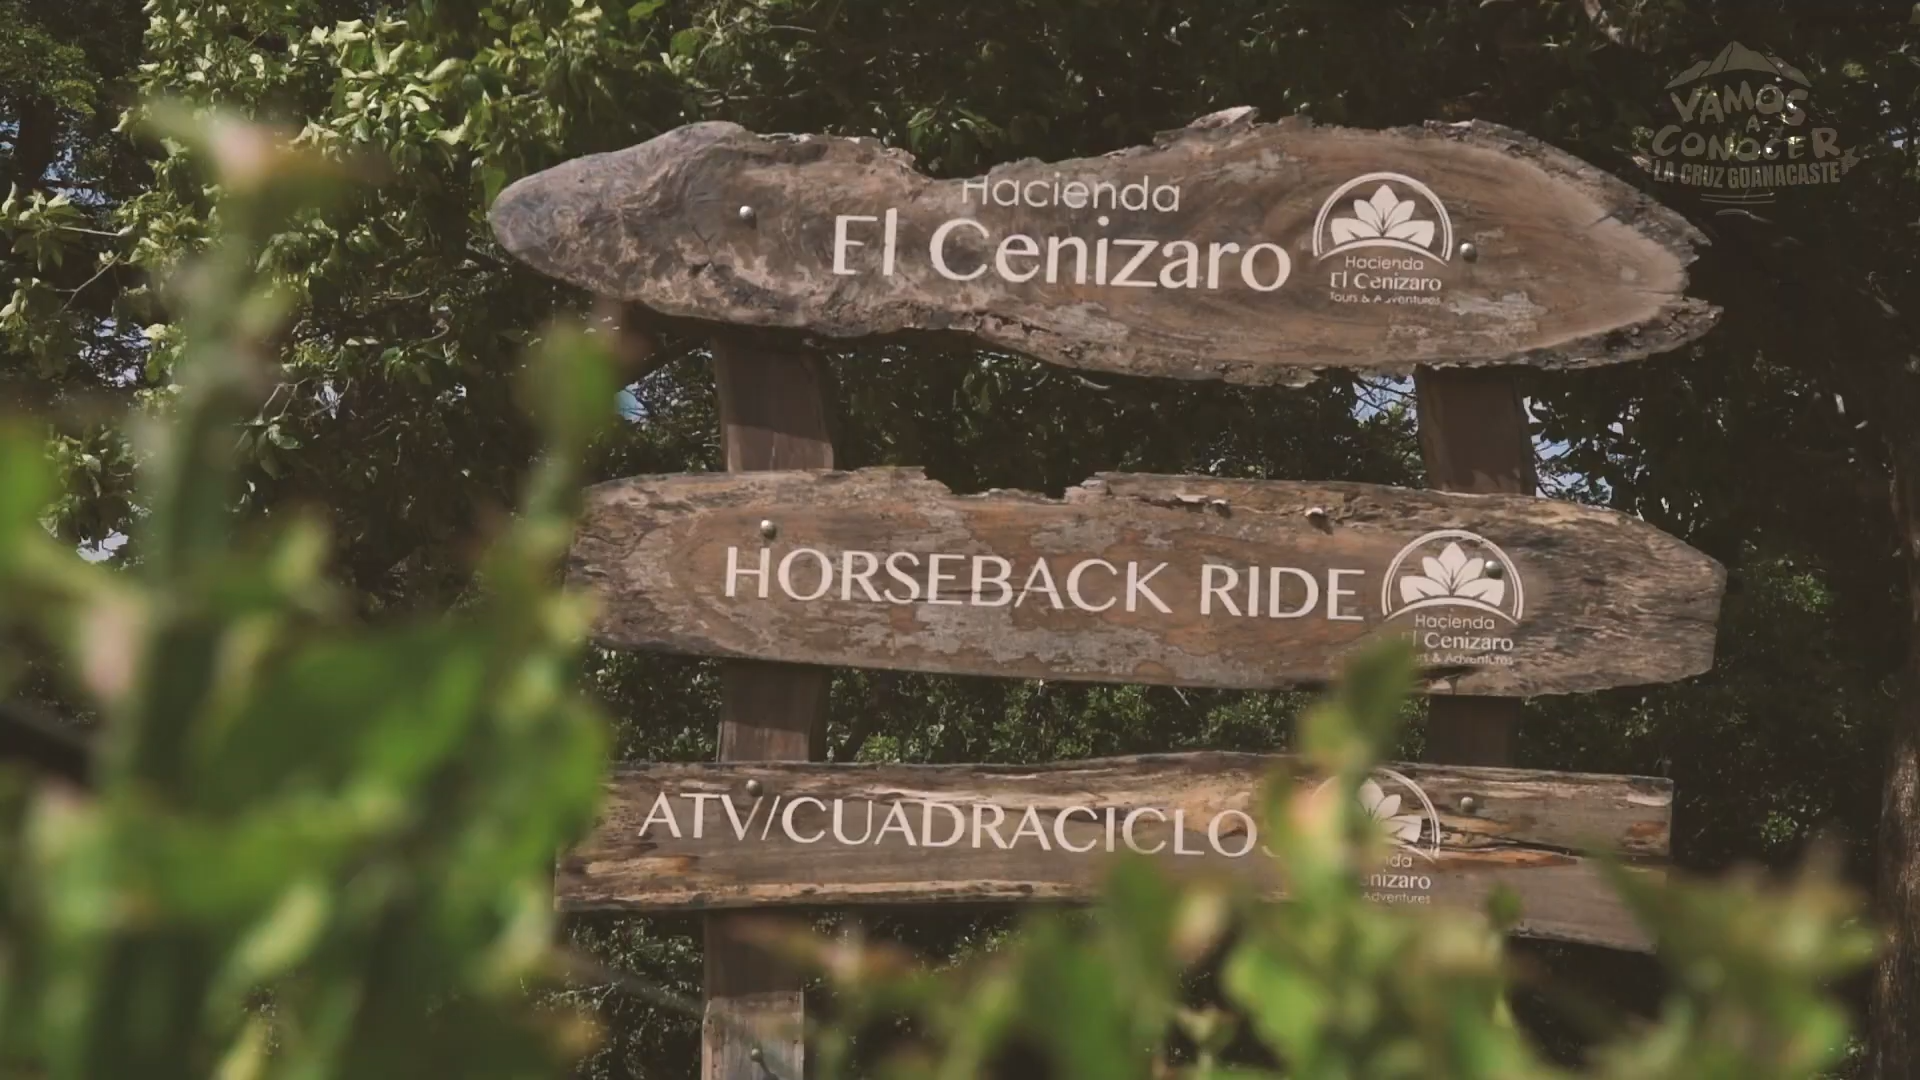 VAMOS
A
CONOCER
LA CRUZ GUANACASTE
Hacienda
El Cenizaro
Hacienda
El Cenizaro
Tours & Adventures
HORSEBACK RIDE
Hacienda
El Cenizaro
& Adventures
ATV/CUADRACICLO
Adventures